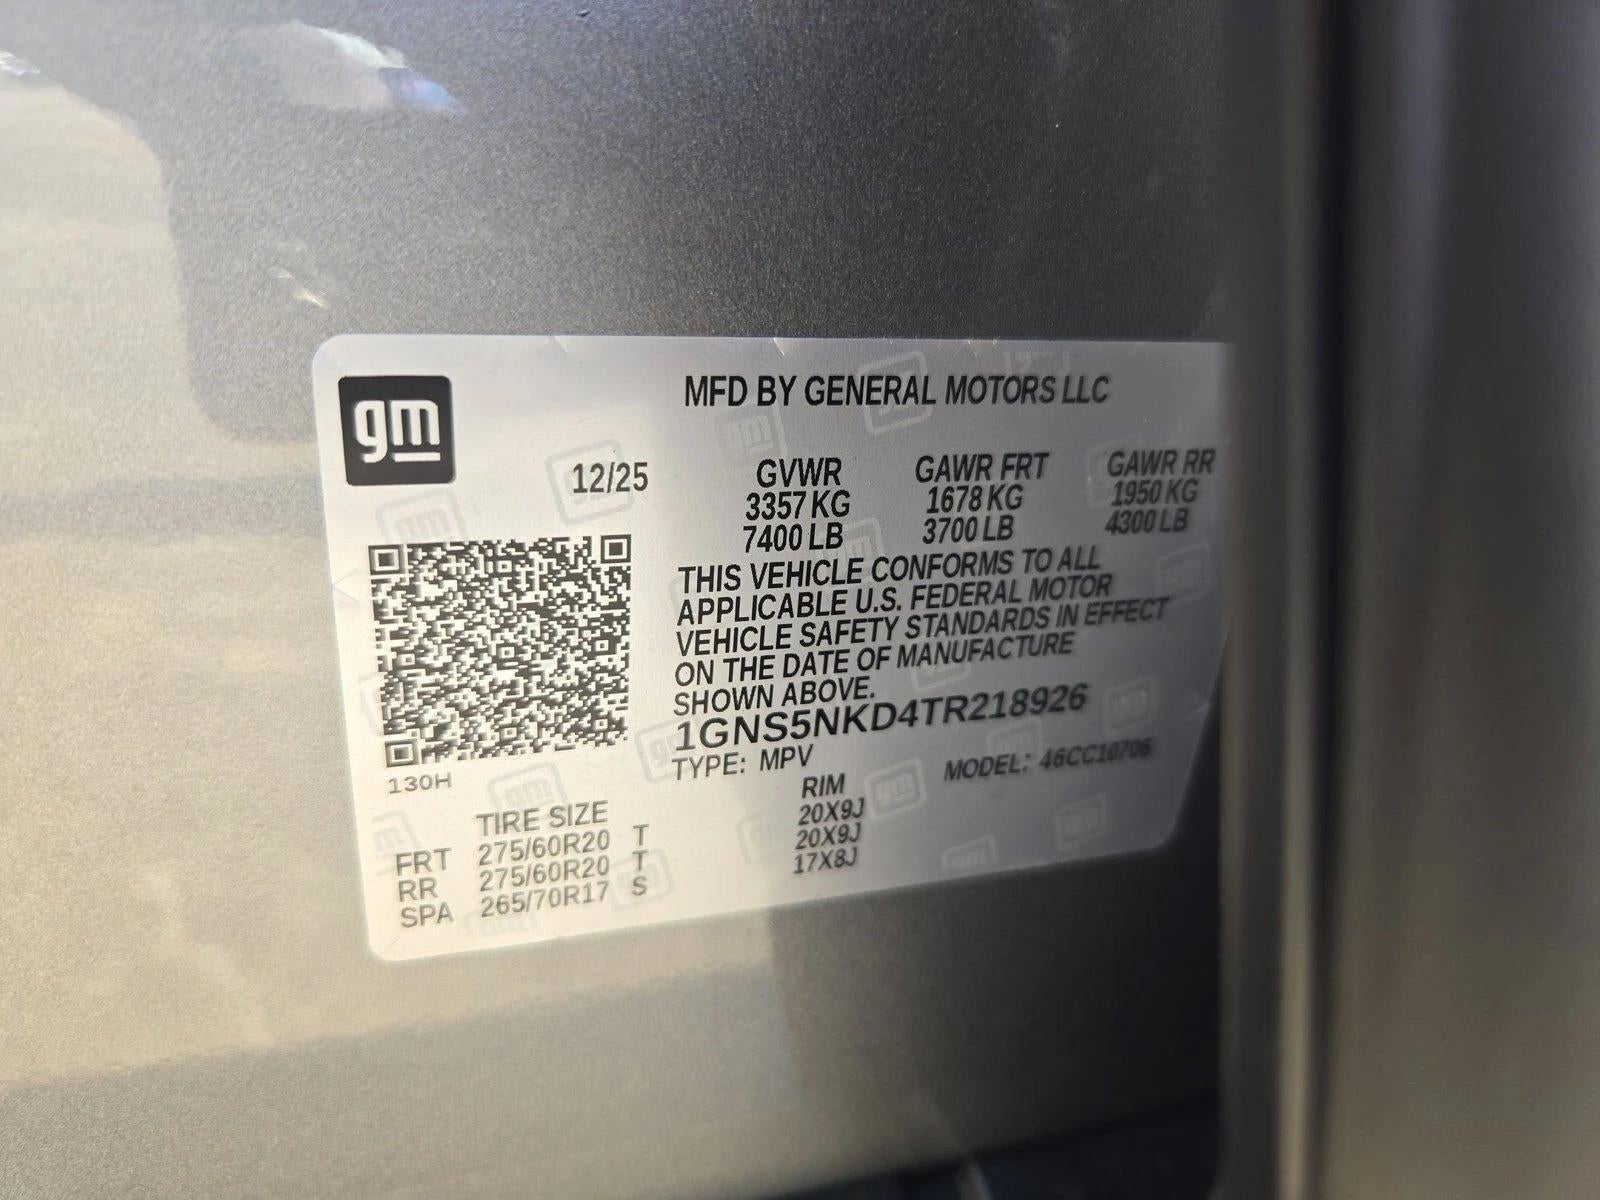 gm
MFD BY GENERAL MOTORS LLC
12/25 GVWR GAWR FRT GAWR RR
3357 KG 1678 KG 1950 KG
7400 LB 3700 LB 4300 LB
THIS VEHICLE CONFORMS TO ALL
APPLICABLE U.S. FEDERAL MOTOR
VEHICLE SAFETY STANDARDS IN EFFECT
ON THE DATE OF MANUFACTURE
SHOWN ABOVE.
1GNS5NKD4TR218926
TYPE: MPV MODEL: 46CC10706
130H
TIRE SIZE RIM
FRT 275/60R20 T 20X9J
RR 275/60R20 T 20X9J
SPA 265/70R17 S 17X8J